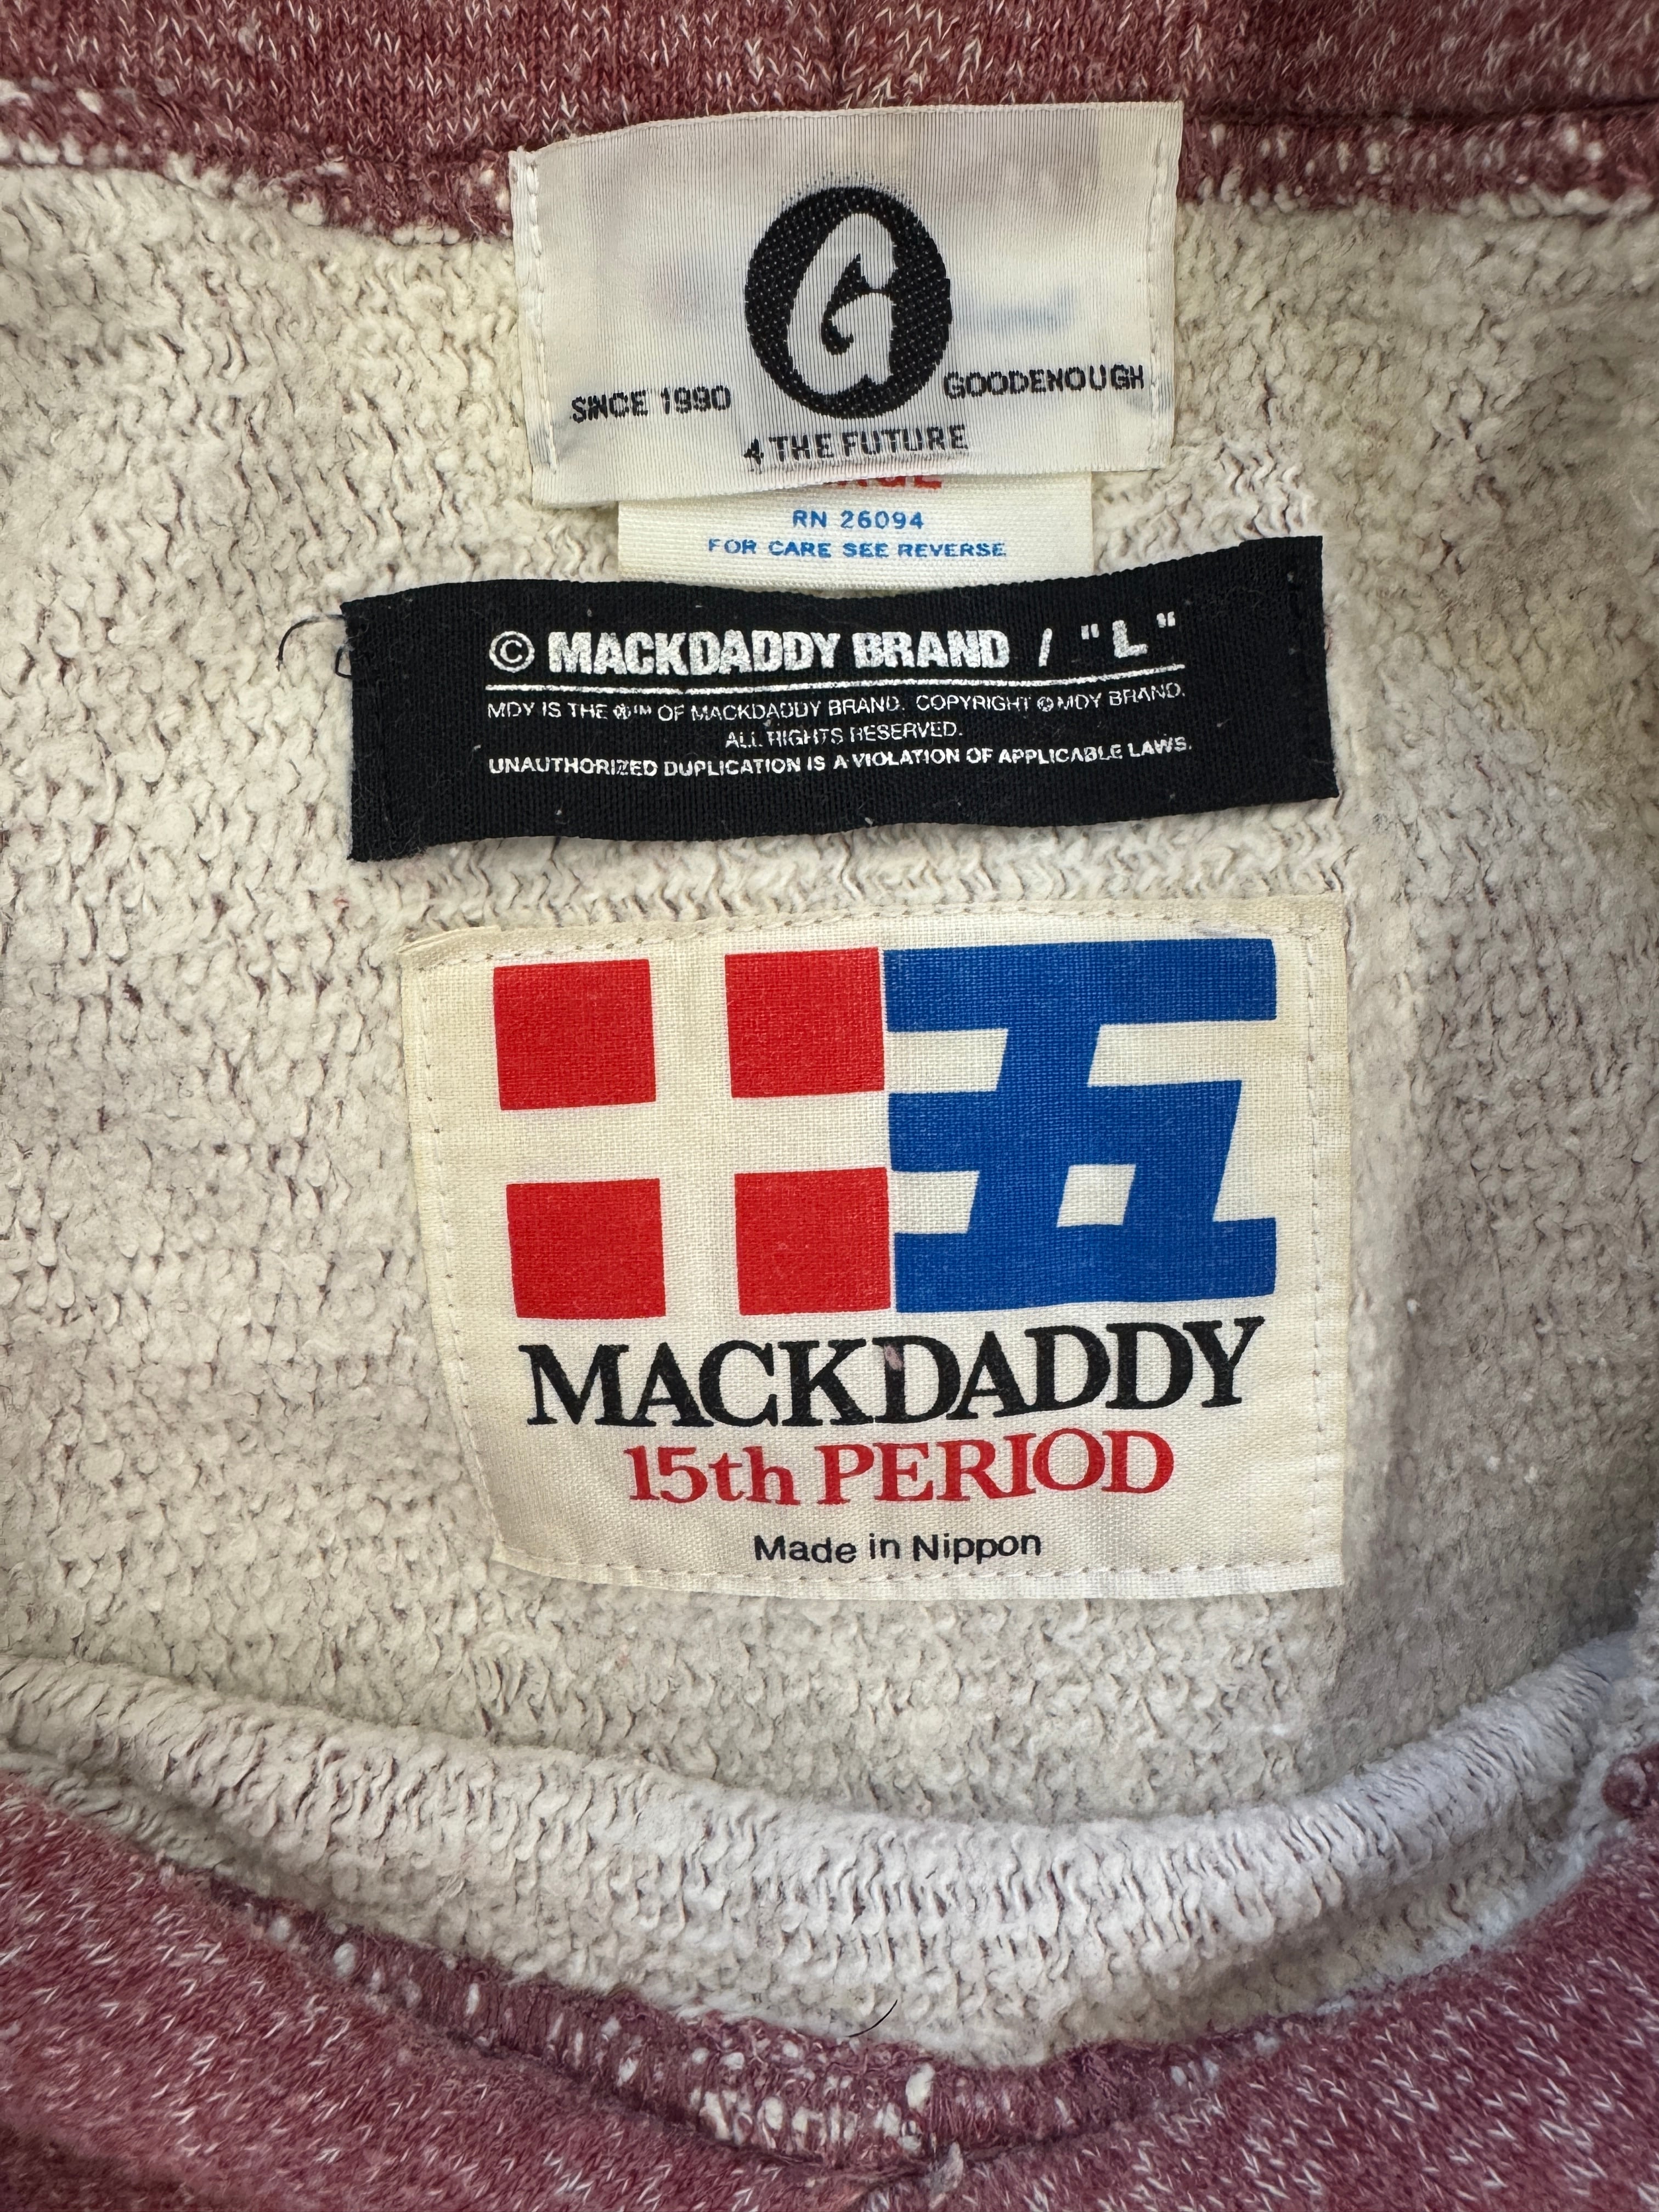 G
SINCE 1990 GOODENOUGH
4 THE FUTURE
RN 26094
FOR CARE SEE REVERSE
© MACKDADDY BRAND / "L"
MDY IS THE ®™ OF MACKDADDY BRAND. COPYRIGHT © MDY BRAND.
ALL RIGHTS RESERVED.
UNAUTHORIZED DUPLICATION IS A VIOLATION OF APPLICABLE LAWS.
十五
MACKDADDY
15th PERIOD
Made in Nippon